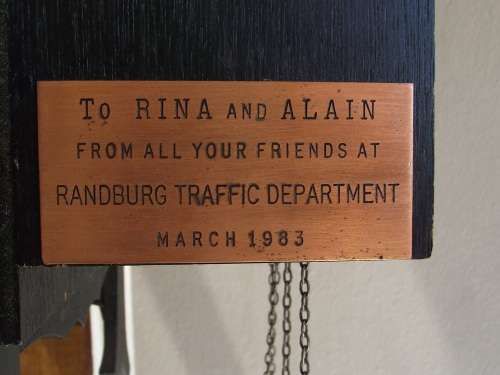 To RINA AND ALAIN
FROM ALL YOUR FRIENDS AT
RANDBURG TRAFFIC DEPARTMENT
MARCH 1983